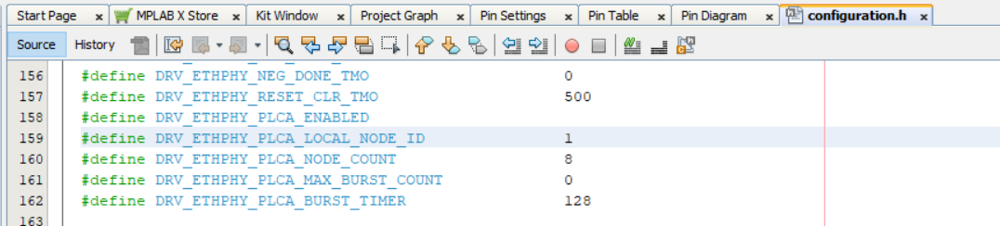 Start Page x MPLAB X Store x Kit Window x Project Graph x Pin Settings x Pin Table x Pin Diagram x configuration.h x
Source History
156 #define DRV_ETHPHY_NEG_DONE_TMO 0
157 #define DRV_ETHPHY_RESET_CLR_TMO 500
158 #define DRV_ETHPHY_PLCA_ENABLED
159 #define DRV_ETHPHY_PLCA_LOCAL_NODE_ID 1
160 #define DRV_ETHPHY_PLCA_NODE_COUNT 8
161 #define DRV_ETHPHY_PLCA_MAX_BURST_COUNT 0
162 #define DRV_ETHPHY_PLCA_BURST_TIMER 128
163